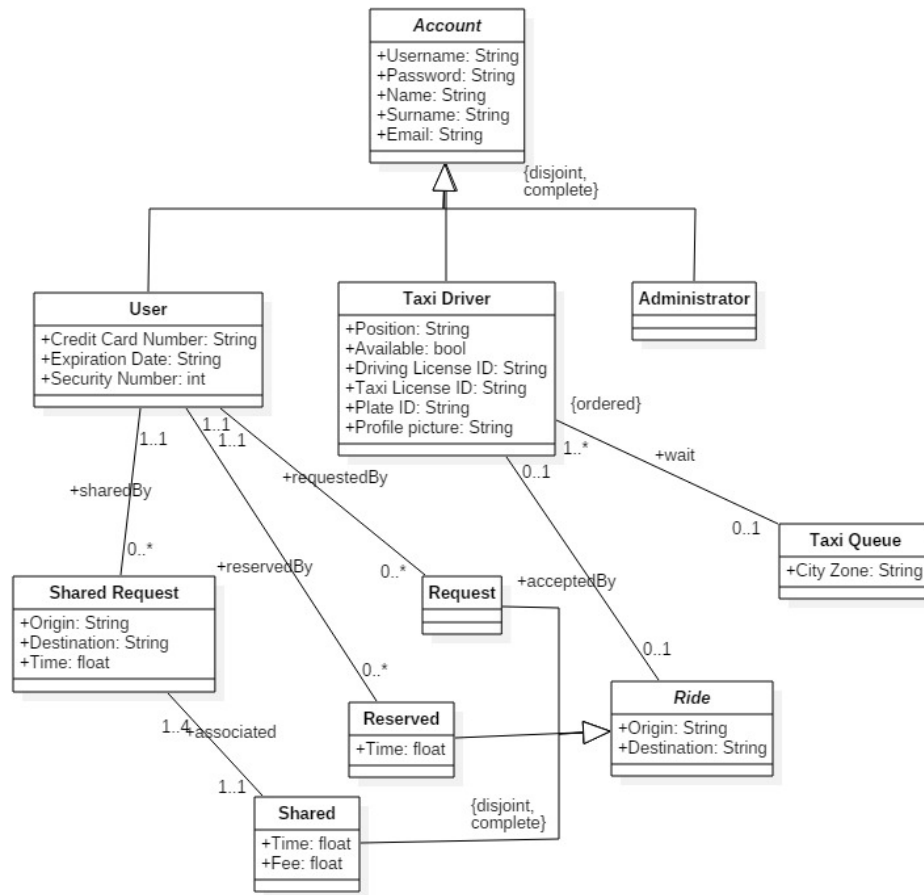 Account
+Username: String
+Password: String
+Name: String
+Surname: String
+Email: String
{disjoint,
complete}
User
+Credit Card Number: String
+Expiration Date: String
+Security Number: int
Taxi Driver
+Position: String
+Available: bool
+Driving License ID: String
+Taxi License ID: String
+Plate ID: String
+Profile picture: String
Administrator
{ordered}
1..1
1..1
1..1
1..*
0..1
+wait
+sharedBy
+requestedBy
0..1
Taxi Queue
+City Zone: String
0..*
+reservedBy
0..*
+acceptedBy
Shared Request
+Origin: String
+Destination: String
+Time: float
Request
0..1
0..*
Ride
+Origin: String
+Destination: String
Reserved
+Time: float
1..4
+associated
1..1
Shared
+Time: float
+Fee: float
{disjoint,
complete}